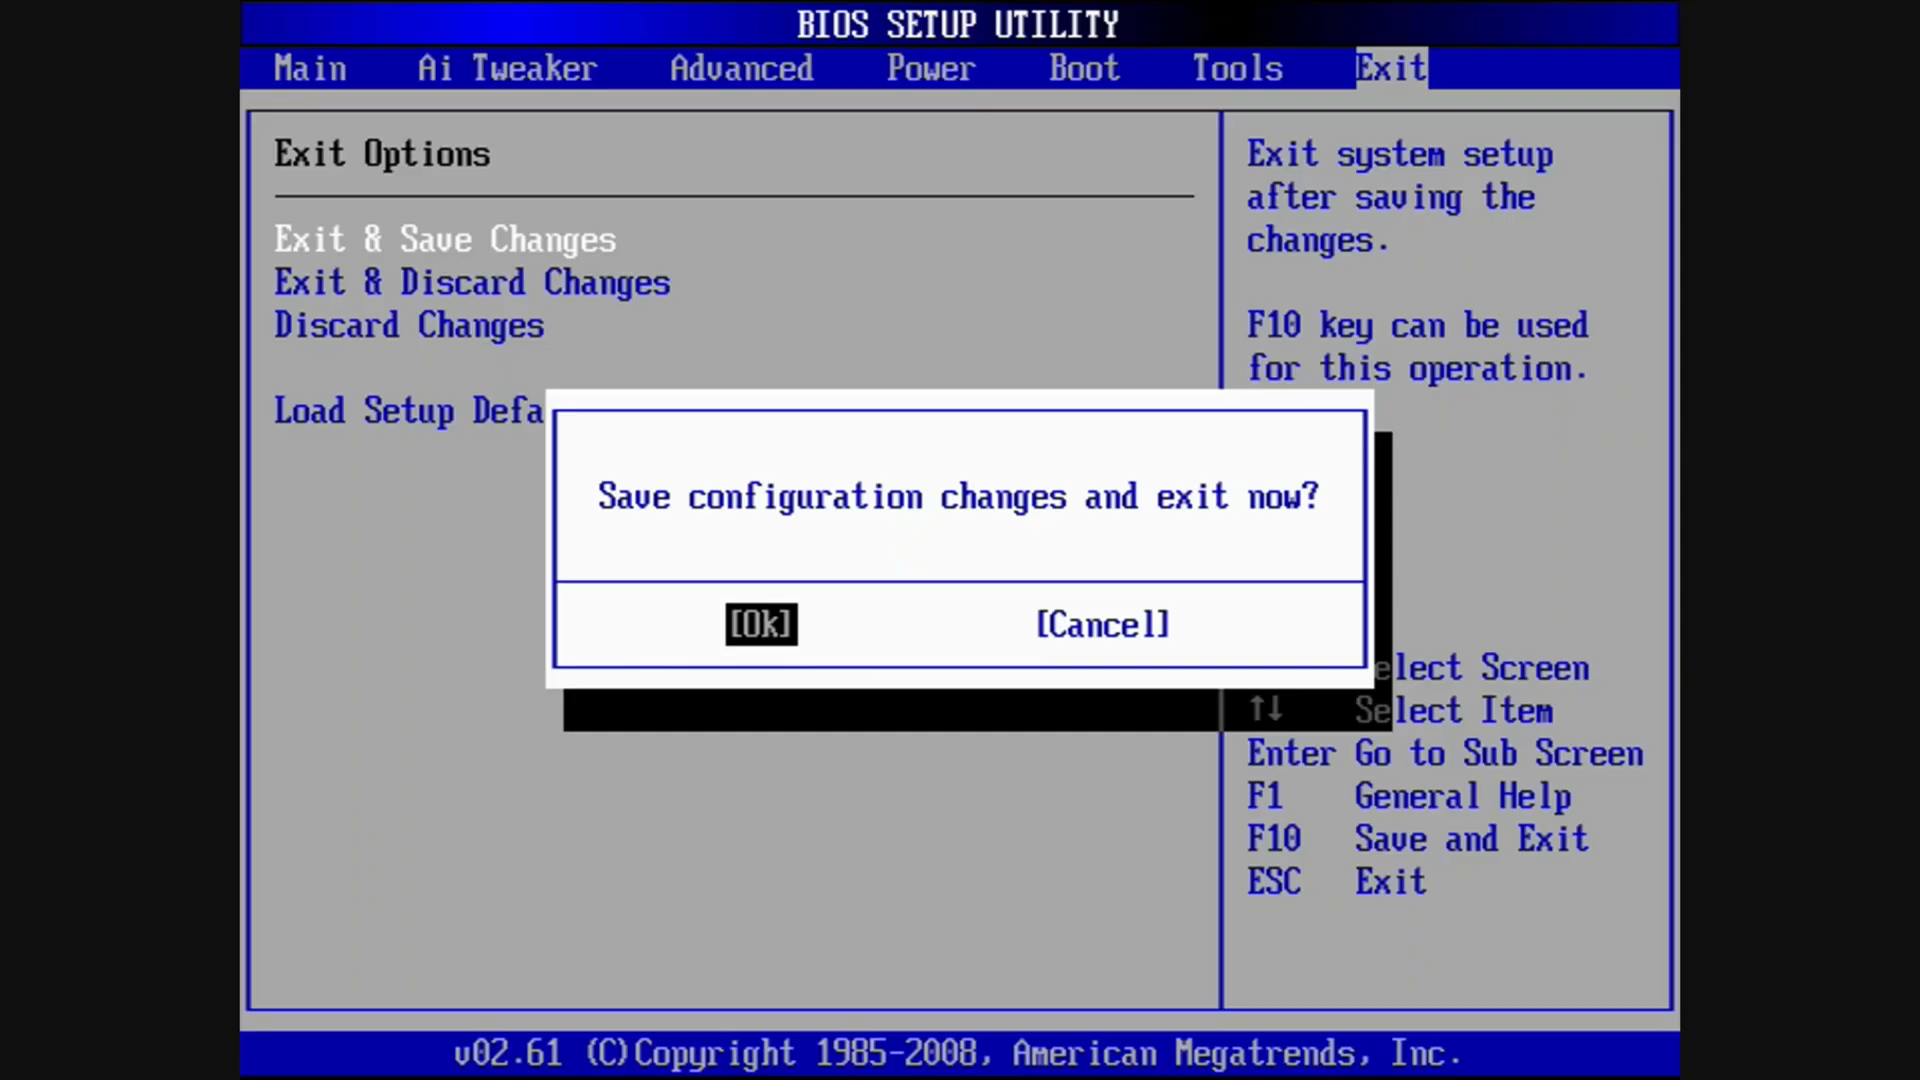 BIOS SETUP UTILITY
Main Ai Tweaker Advanced Power Boot Tools Exit
Exit Options
Exit & Save Changes
Exit & Discard Changes
Discard Changes
Load Setup Defa
Exit system setup
after saving the
changes.
F10 key can be used
for this operation.
Save configuration changes and exit now?
[Ok] [Cancel]
elect Screen
↑↓ Select Item
Enter Go to Sub Screen
F1 General Help
F10 Save and Exit
ESC Exit
v02.61 (C)Copyright 1985-2008, American Megatrends, Inc.